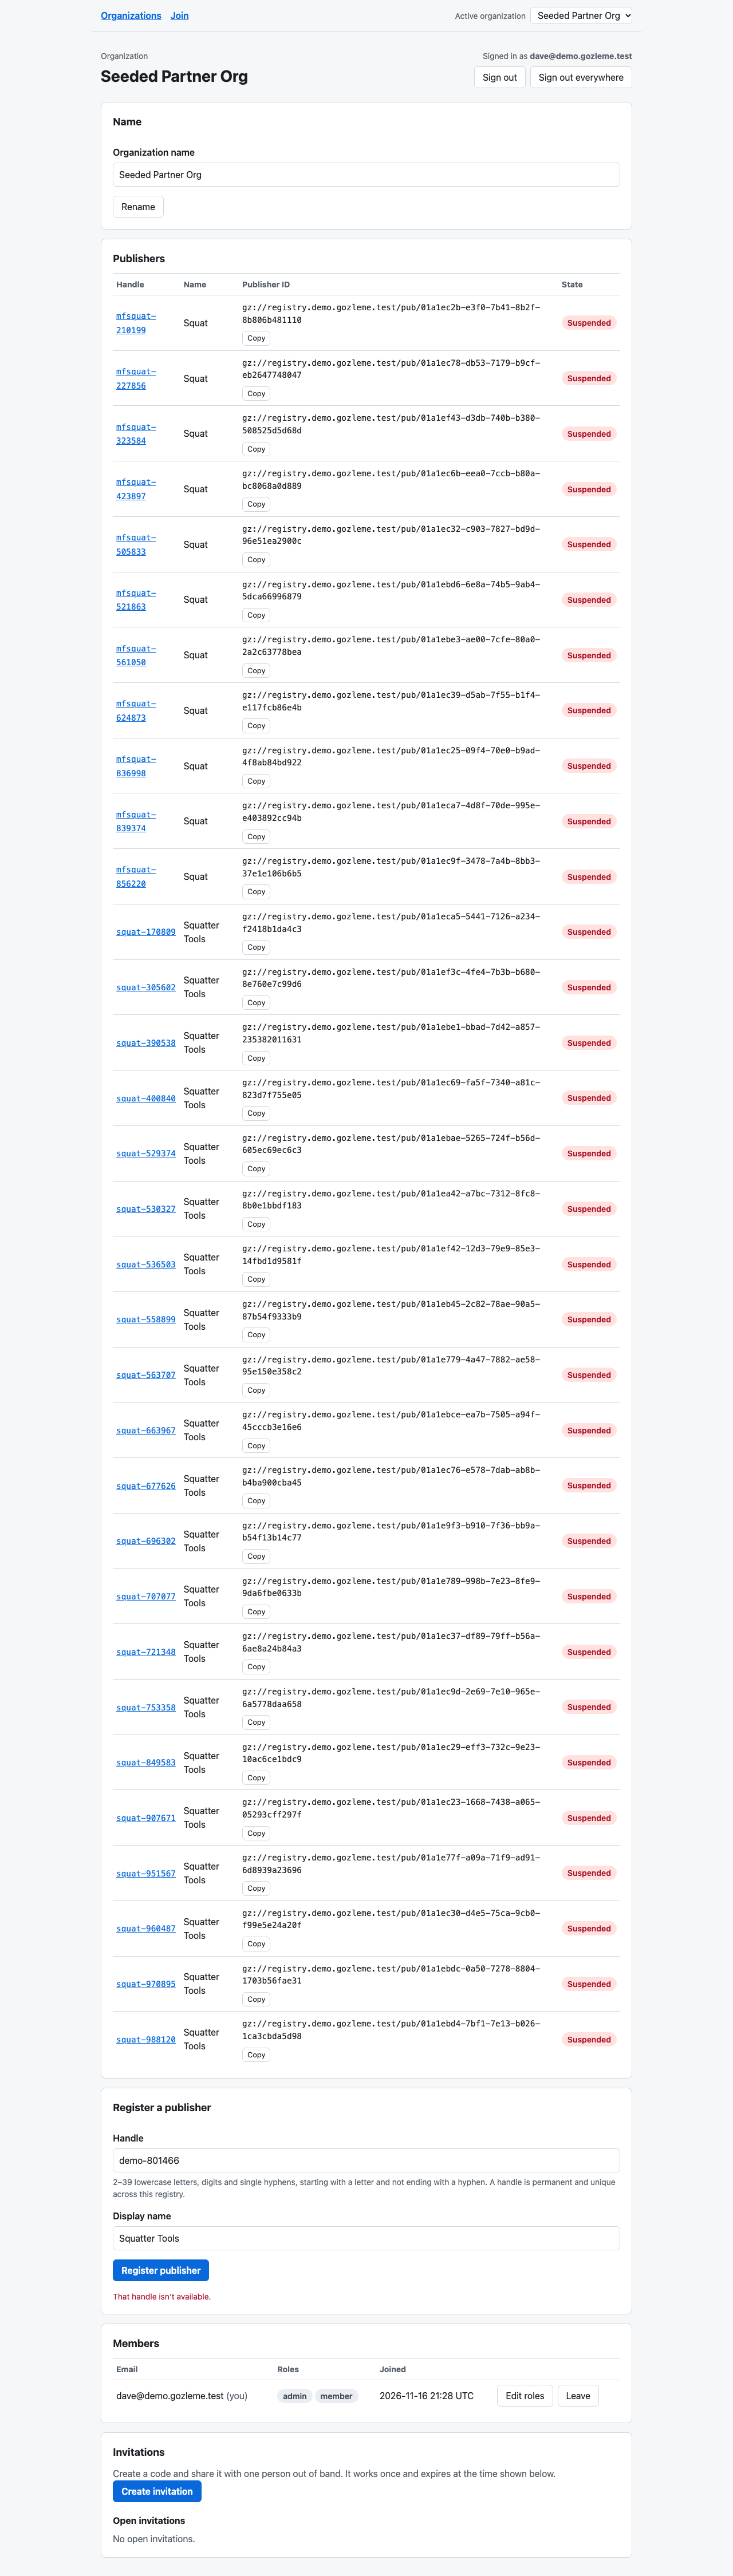 Organizations Join Active organization Seeded Partner Org
Organization Signed in as dave@demo.gozleme.test
Seeded Partner Org Sign out Sign out everywhere
Name
Organization name
Seeded Partner Org
Rename
Publishers
Handle Name Publisher ID State
mfsquat-210199 Squat gz://registry.demo.gozleme.test/pub/01a1ec2b-e3f0-7b41-8b2f-8b806b481110 Copy Suspended
mfsquat-227856 Squat gz://registry.demo.gozleme.test/pub/01a1ec78-db53-7179-b9cf-eb2647748047 Copy Suspended
mfsquat-323584 Squat gz://registry.demo.gozleme.test/pub/01a1ef43-d3db-740b-b380-508525d5d68d Copy Suspended
mfsquat-423897 Squat gz://registry.demo.gozleme.test/pub/01a1ec6b-eea0-7ccb-b80a-bc8068a0d889 Copy Suspended
mfsquat-505833 Squat gz://registry.demo.gozleme.test/pub/01a1ec32-c903-7827-bd9d-96e51ea2900c Copy Suspended
mfsquat-521863 Squat gz://registry.demo.gozleme.test/pub/01a1ebd6-6e8a-74b5-9ab4-5dca66996879 Copy Suspended
mfsquat-561050 Squat gz://registry.demo.gozleme.test/pub/01a1ebe3-ae00-7cfe-80a0-2a2c63778bea Copy Suspended
mfsquat-624873 Squat gz://registry.demo.gozleme.test/pub/01a1ec39-d5ab-7f55-b1f4-e117fcb86e4b Copy Suspended
mfsquat-836998 Squat gz://registry.demo.gozleme.test/pub/01a1ec25-09f4-70e0-b9ad-4f8ab84bd922 Copy Suspended
mfsquat-839374 Squat gz://registry.demo.gozleme.test/pub/01a1eca7-4d8f-70de-995e-e403892cc94b Copy Suspended
mfsquat-856220 Squat gz://registry.demo.gozleme.test/pub/01a1ec9f-3478-7a4b-8bb3-37e1e106b6b5 Copy Suspended
squat-170809 Squatter Tools gz://registry.demo.gozleme.test/pub/01a1eca5-5441-7126-a234-f2418b1da4c3 Copy Suspended
squat-305602 Squatter Tools gz://registry.demo.gozleme.test/pub/01a1ef3c-4fe4-7b3b-b680-8e760e7c99d6 Copy Suspended
squat-390538 Squatter Tools gz://registry.demo.gozleme.test/pub/01a1ebe1-bbad-7d42-a857-235382011631 Copy Suspended
squat-400840 Squatter Tools gz://registry.demo.gozleme.test/pub/01a1ec69-fa5f-7340-a81c-823d7f755e05 Copy Suspended
squat-529374 Squatter Tools gz://registry.demo.gozleme.test/pub/01a1ebae-5265-724f-b56d-605ec69ec6c3 Copy Suspended
squat-530327 Squatter Tools gz://registry.demo.gozleme.test/pub/01a1ea42-a7bc-7312-8fc8-8b0e1bbdf183 Copy Suspended
squat-536503 Squatter Tools gz://registry.demo.gozleme.test/pub/01a1ef42-12d3-79e9-85e3-14fbd1d9581f Copy Suspended
squat-558899 Squatter Tools gz://registry.demo.gozleme.test/pub/01a1eb45-2c82-78ae-90a5-87b54f9333b9 Copy Suspended
squat-563707 Squatter Tools gz://registry.demo.gozleme.test/pub/01a1e779-4a47-7882-ae58-95e150e358c2 Copy Suspended
squat-663967 Squatter Tools gz://registry.demo.gozleme.test/pub/01a1ebce-ea7b-7505-a94f-45cccb3e16e6 Copy Suspended
squat-677626 Squatter Tools gz://registry.demo.gozleme.test/pub/01a1ec76-e578-7dab-ab8b-b4ba900cba45 Copy Suspended
squat-696302 Squatter Tools gz://registry.demo.gozleme.test/pub/01a1e9f3-b910-7f36-bb9a-b54f13b14c77 Copy Suspended
squat-707077 Squatter Tools gz://registry.demo.gozleme.test/pub/01a1e789-998b-7e23-8fe9-9da6fbe0633b Copy Suspended
squat-721348 Squatter Tools gz://registry.demo.gozleme.test/pub/01a1ec37-df89-79ff-b56a-6ae8a24b84a3 Copy Suspended
squat-753358 Squatter Tools gz://registry.demo.gozleme.test/pub/01a1ec9d-2e69-7e10-965e-6a5778daa658 Copy Suspended
squat-849583 Squatter Tools gz://registry.demo.gozleme.test/pub/01a1ec29-eff3-732c-9e23-10ac6ce1bdc9 Copy Suspended
squat-907671 Squatter Tools gz://registry.demo.gozleme.test/pub/01a1ec23-1668-7438-a065-05293cff297f Copy Suspended
squat-951567 Squatter Tools gz://registry.demo.gozleme.test/pub/01a1e77f-a09a-71f9-ad91-6d8939a23696 Copy Suspended
squat-960487 Squatter Tools gz://registry.demo.gozleme.test/pub/01a1ec30-d4e5-75ca-9cb0-f99e5e24a20f Copy Suspended
squat-970895 Squatter Tools gz://registry.demo.gozleme.test/pub/01a1ebdc-0a50-7278-8804-1703b56fae31 Copy Suspended
squat-988120 Squatter Tools gz://registry.demo.gozleme.test/pub/01a1ebd4-7bf1-7e13-b026-1ca3cbda5d98 Copy Suspended
Register a publisher
Handle
demo-801466
2–39 lowercase letters, digits and single hyphens, starting with a letter and not ending with a hyphen. A handle is permanent and unique
across this registry.
Display name
Squatter Tools
Register publisher
That handle isn't available.
Members
Email Roles Joined
dave@demo.gozleme.test (you) admin member 2026-11-16 21:28 UTC Edit roles Leave
Invitations
Create a code and share it with one person out of band. It works once and expires at the time shown below.
Create invitation
Open invitations
No open invitations.